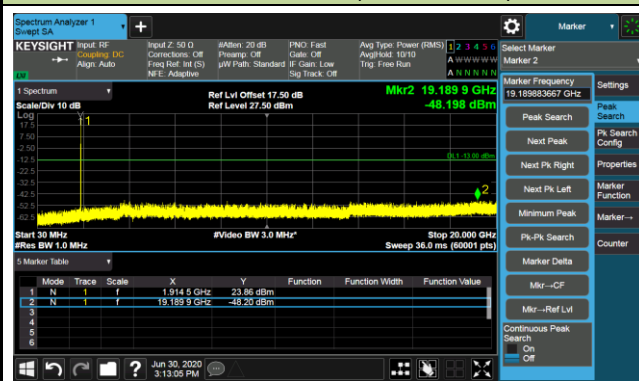 Spectrum Analyzer 1
Swept SA
Marker
KEYSIGHT
Input: RF
Coupling: DC
Align: Auto
Input Z: 50 Ω
Corrections: Off
Freq Ref: Int (S)
NFE: Adaptive
#Atten: 20 dB
Preamp: Off
µW Path: Standard
PNO: Fast
Gate: Off
IF Gain: Low
Sig Track: Off
Avg Type: Power (RMS)
Avg|Hold: 10/10
Trig: Free Run
1 2 3 4 5 6
A W W W W W
A N N N N N
LXI
Select Marker
Marker 2
1 Spectrum
Scale/Div 10 dB
Ref Lvl Offset 17.50 dB
Ref Level 27.50 dBm
Mkr2 19.189 9 GHz
-48.198 dBm
Log
17.5
7.50
-2.50
-12.5
-22.5
-32.5
-42.5
-52.5
-62.5
1
DL1 -13.00 dBm
2
Start 30 MHz
#Video BW 3.0 MHz*
Stop 20.000 GHz
#Res BW 1.0 MHz
Sweep 36.0 ms (60001 pts)
5 Marker Table
Mode Trace Scale X Y Function Function Width Function Value
1 N 1 f 1.914 5 GHz 23.86 dBm
2 N 1 f 19.189 9 GHz -48.20 dBm
3
4
5
6
Marker Frequency
19.189883667 GHz
Peak Search
Next Peak
Next Pk Right
Next Pk Left
Minimum Peak
Pk-Pk Search
Marker Delta
Mkr→CF
Mkr→Ref Lvl
Continuous Peak
Search
On
Off
Settings
Peak
Search
Pk Search
Config
Properties
Marker
Function
Marker→
Counter
?
Jun 30, 2020
3:13:05 PM